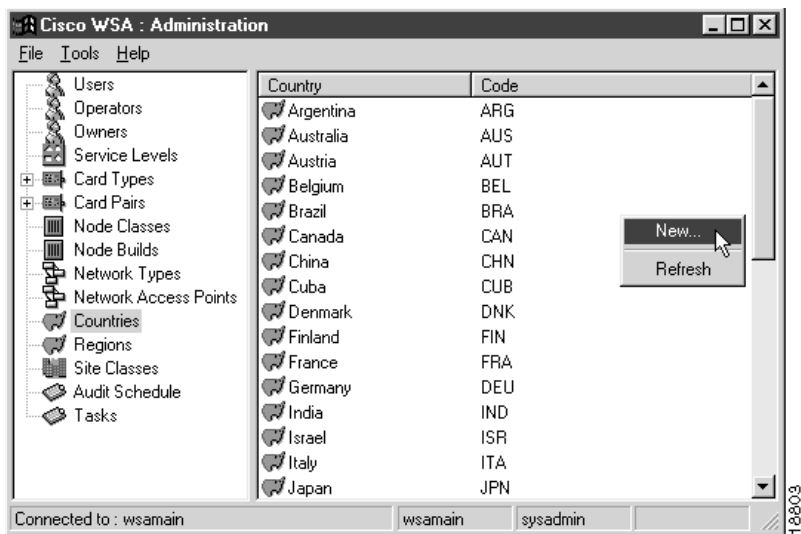 Cisco WSA : Administration
File Tools Help
Users
Operators
Owners
Service Levels
Card Types
Card Pairs
Node Classes
Node Builds
Network Types
Network Access Points
Countries
Regions
Site Classes
Audit Schedule
Tasks
Country Code
Argentina ARG
Australia AUS
Austria AUT
Belgium BEL
Brazil BRA
Canada CAN
China CHN
Cuba CUB
Denmark DNK
Finland FIN
France FRA
Germany DEU
India IND
Israel ISR
Italy ITA
Japan JPN
New...
Refresh
Connected to : wsamain wsamain sysadmin
18803